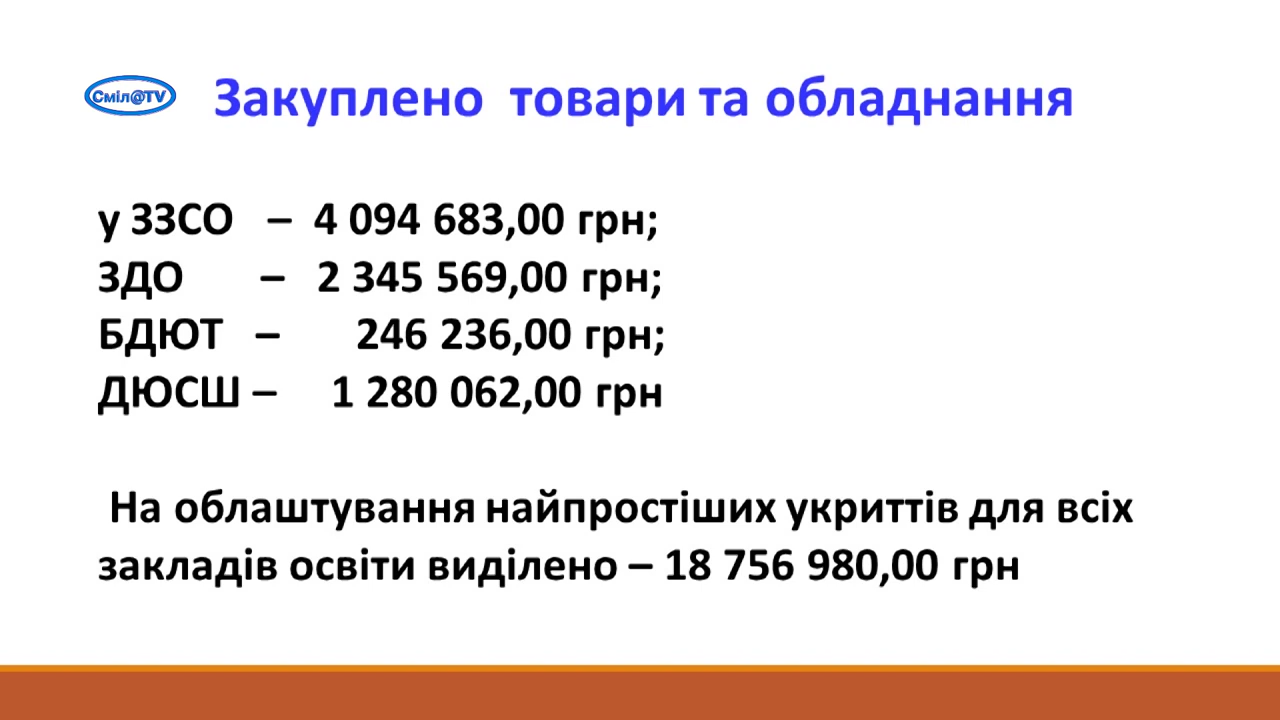 Сміл@TV
Закуплено товари та обладнання
у ЗЗСО – 4 094 683,00 грн;
ЗДО – 2 345 569,00 грн;
БДЮТ – 246 236,00 грн;
ДЮСШ – 1 280 062,00 грн
На облаштування найпростіших укриттів для всіх
закладів освіти виділено – 18 756 980,00 грн